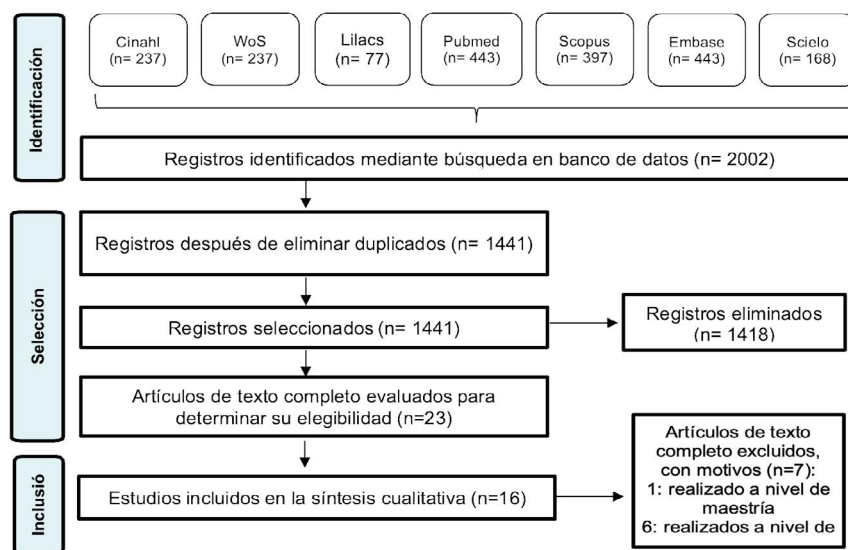 Identificación
Cinahl
(n= 237)
WoS
(n= 237)
Lilacs
(n= 77)
Pubmed
(n= 443)
Scopus
(n= 397)
Embase
(n= 443)
Scielo
(n= 168)
Registros identificados mediante búsqueda en banco de datos (n= 2002)
Selección
Registros después de eliminar duplicados (n= 1441)
Registros seleccionados (n= 1441)
Registros eliminados
(n= 1418)
Artículos de texto completo evaluados para
determinar su elegibilidad (n=23)
Inclusió
Estudios incluidos en la síntesis cualitativa (n=16)
Artículos de texto
completo excluidos,
con motivos (n=7):
1: realizado a nivel de
maestría
6: realizados a nivel de